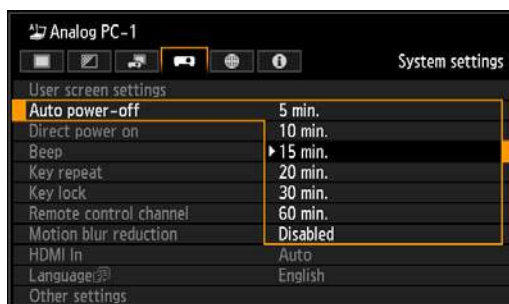 Analog PC-1
System settings
User screen settings
Auto power-off 5 min.
Direct power on 10 min.
Beep 15 min.
Key repeat 20 min.
Key lock 30 min.
Remote control channel 60 min.
Motion blur reduction Disabled
HDMI In Auto
Language English
Other settings